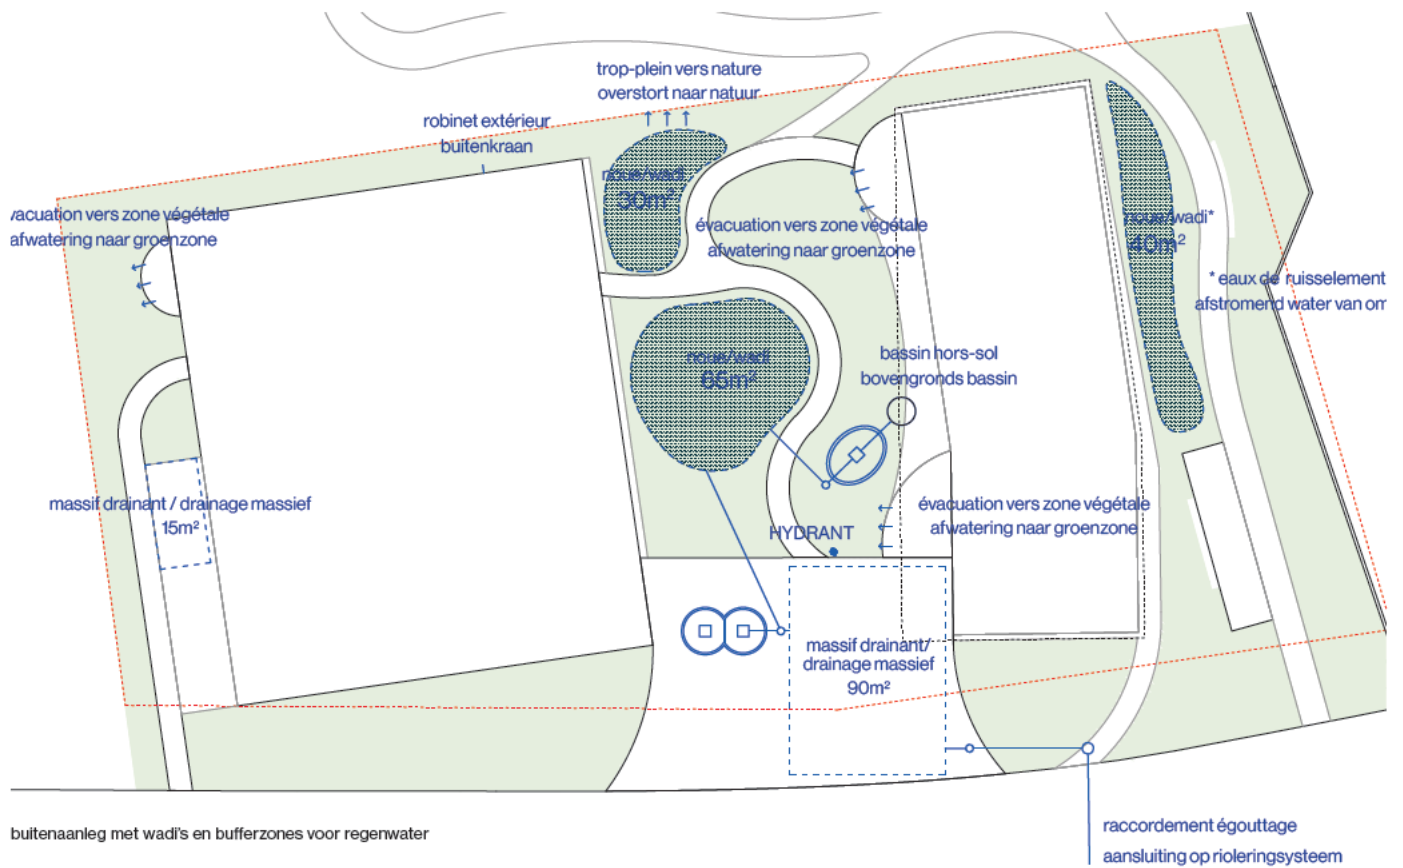 trop-plein vers nature
overstort naar natuur
robinet extérieur
buitenkraan
noue/wadi
30m²
vacuation vers zone végétale
afwatering naar groenzone
évacuation vers zone végétale
afwatering naar groenzone
noue/wadi*
40m²
* eaux de ruisselement
afstromend water van om
noue/wadi
65m²
bassin hors-sol
bovengronds bassin
massif drainant / drainage massief
15m²
évacuation vers zone végétale
afwatering naar groenzone
HYDRANT
massif drainant/
drainage massief
90m²
buitenaanleg met wadi's en bufferzones voor regenwater
raccordement égouttage
aansluiting op rioleringsysteem